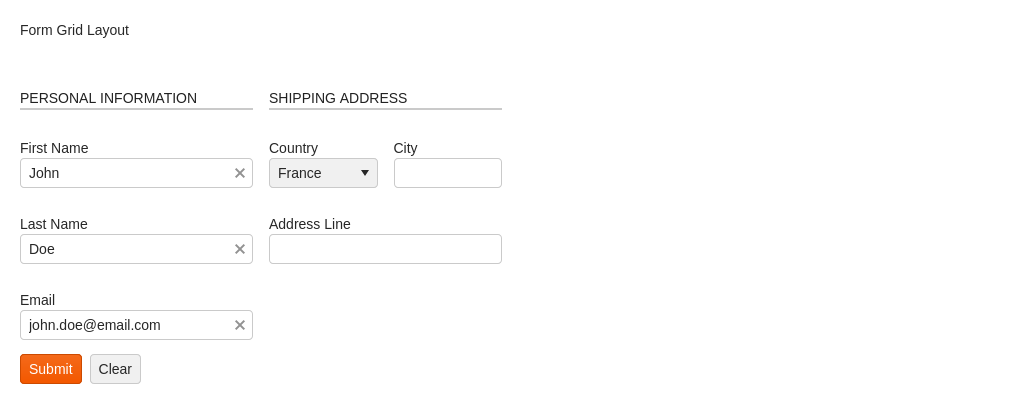 Form Grid Layout
PERSONAL INFORMATION
First Name
John
Last Name
Doe
Email
john.doe@email.com
Submit Clear
SHIPPING ADDRESS
Country City
France
Address Line